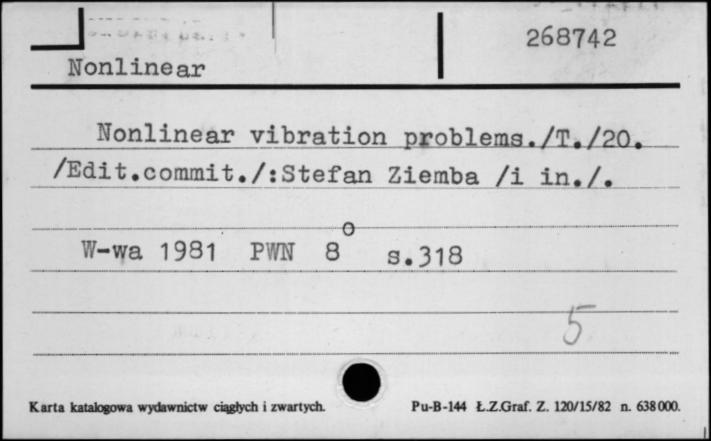 268742
Nonlinear
Nonlinear vibration problems./T./20.
/Edit.commit./:Stefan Ziemba /i in./.
W-wa 1981 PWN 8o s.318
5
Karta katalogowa wydawnictw ciągłych i zwartych. Pu-B-144 Ł.Z.Graf. Z. 120/15/82 n. 638000.